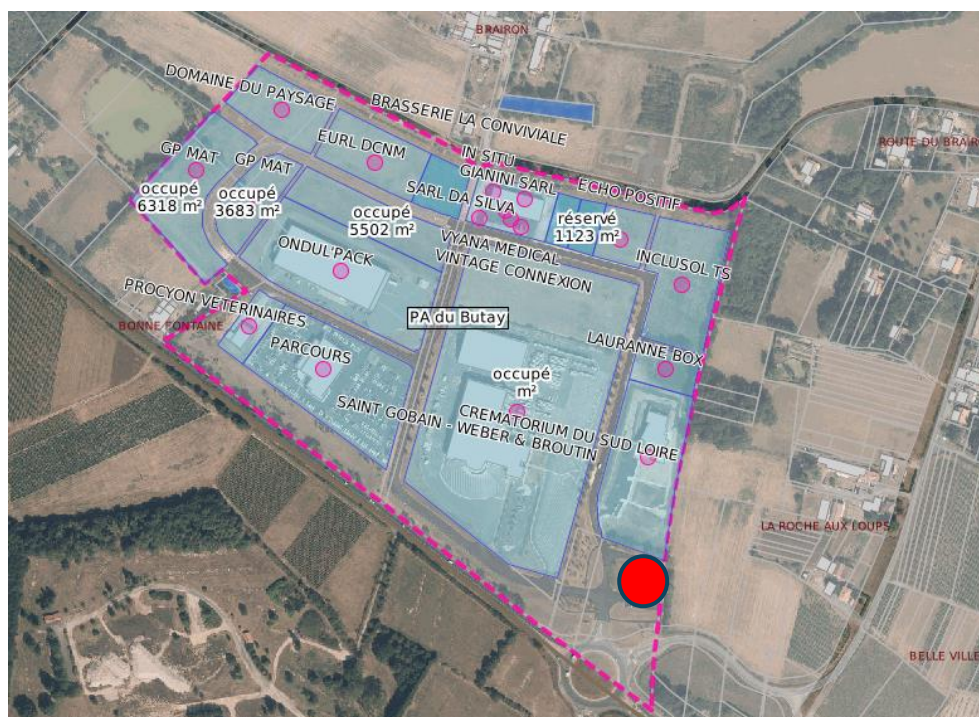 BRAIRON
DOMAINE DU PAYSAGE
BRASSERIE LA CONVIVIALE
ROUTE DU BRAIRO
EURL DCNM
IN SITU
GP MAT
GP MAT
GIANINI SARL
ECHO POSITIF
occupé
6318 m²
occupé
3683 m²
SARL DA SILVA
occupé
5502 m²
réservé
1123 m²
VYANA MEDICAL
ONDUL'PACK
VINTAGE CONNEXION
INCLUSOL TS
PROCYON VETERINAIRES
BONNE FONTAINE
PA du Butay
PARCOURS
LAURANNE BOX
occupé
m²
SAINT GOBAIN - WEBER & BROUTIN
CREMATORIUM DU SUD LOIRE
LA ROCHE AUX LOUPS
BELLE VILLE